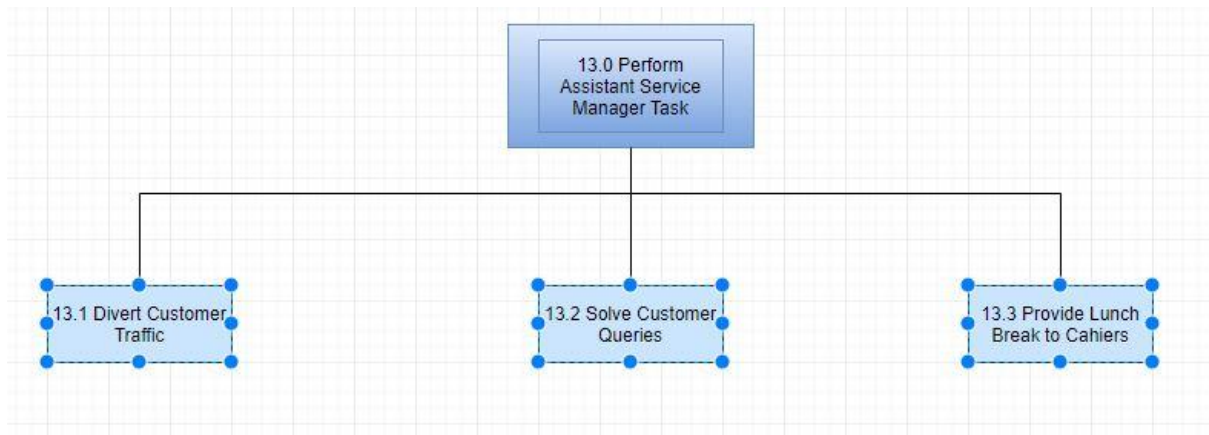 13.0 Perform
Assistant Service
Manager Task
13.1 Divert Customer
Traffic
13.2 Solve Customer
Queries
13.3 Provide Lunch
Break to Cahiers